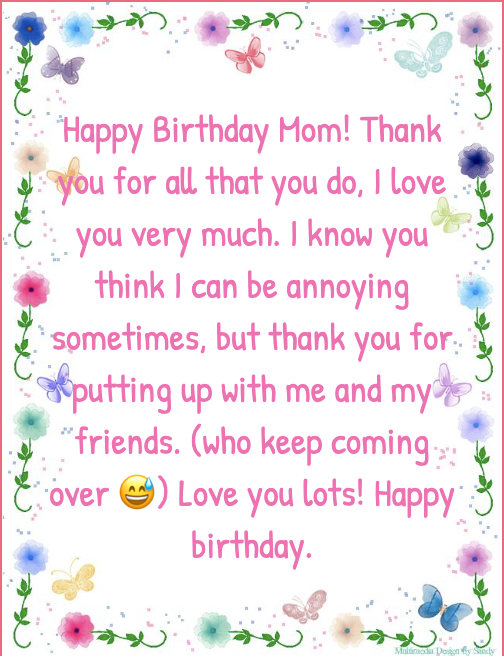 Happy Birthday Mom! Thank
you for all that you do, I love
you very much. I know you
think I can be annoying
sometimes, but thank you for
putting up with me and my
friends. (who keep coming
over 😅) Love you lots! Happy
birthday.
Multimedia Design By Sandy